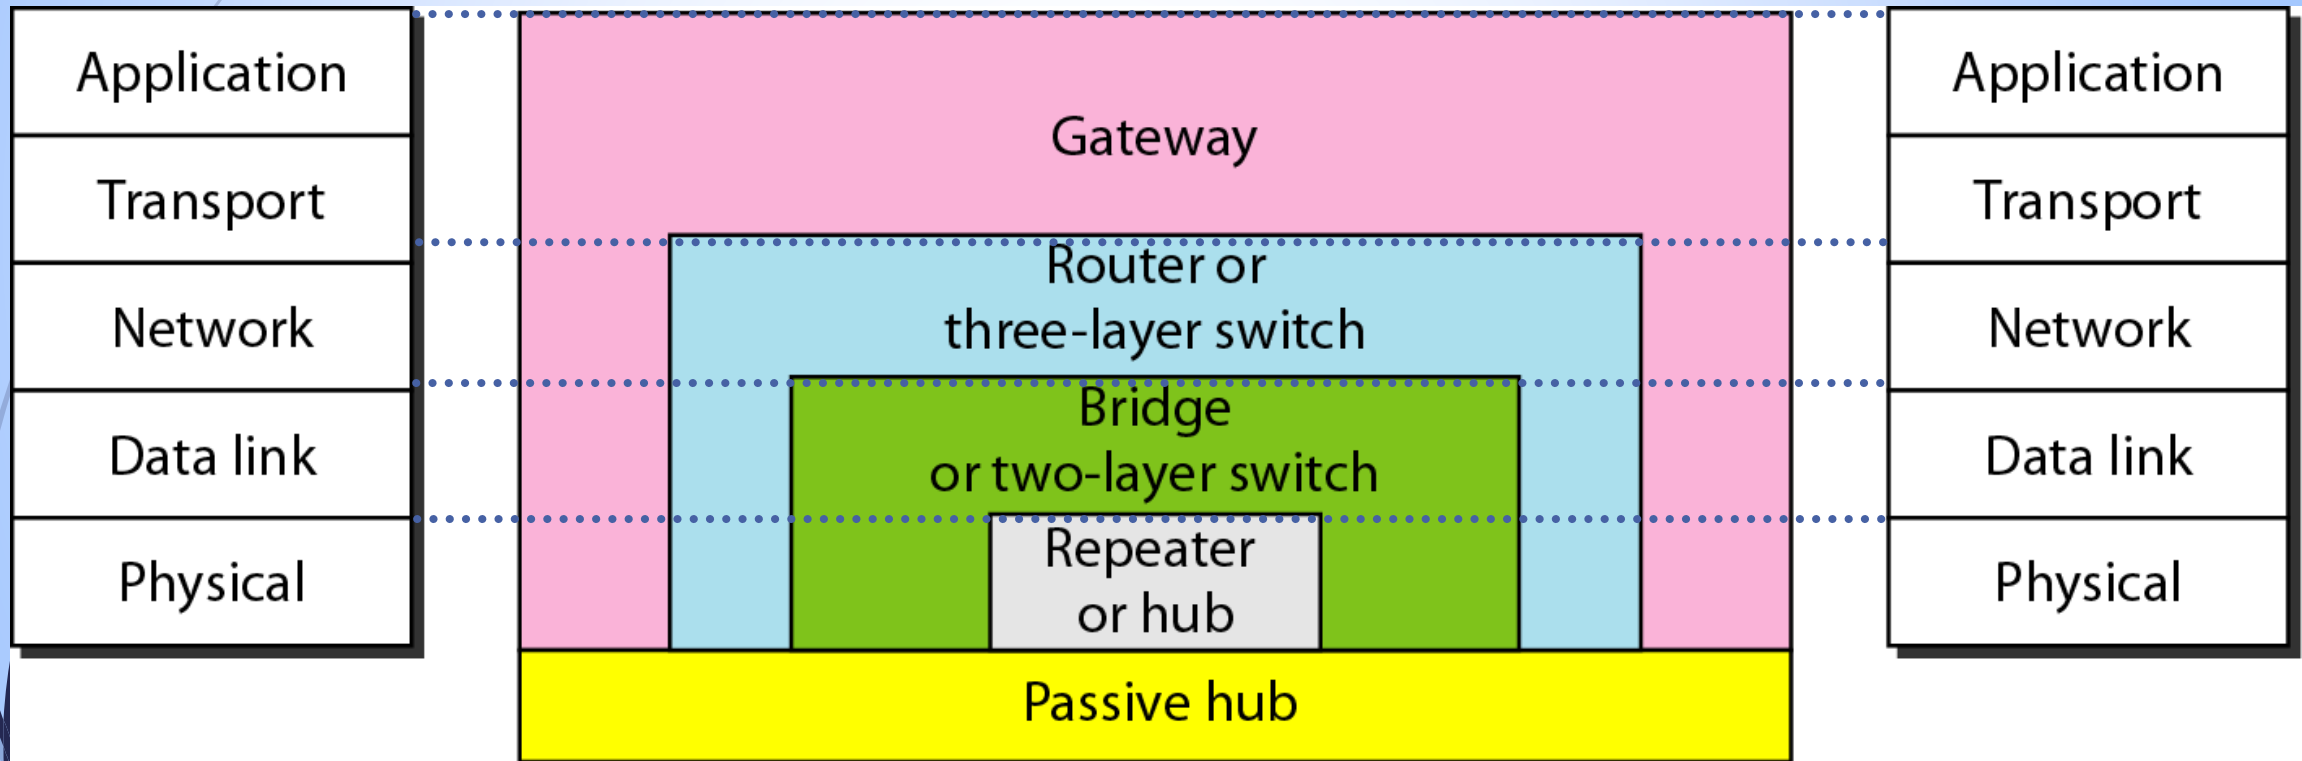 Application
Transport
Network
Data link
Physical
Gateway
Router or
three-layer switch
Bridge
or two-layer switch
Repeater
or hub
Passive hub
Application
Transport
Network
Data link
Physical